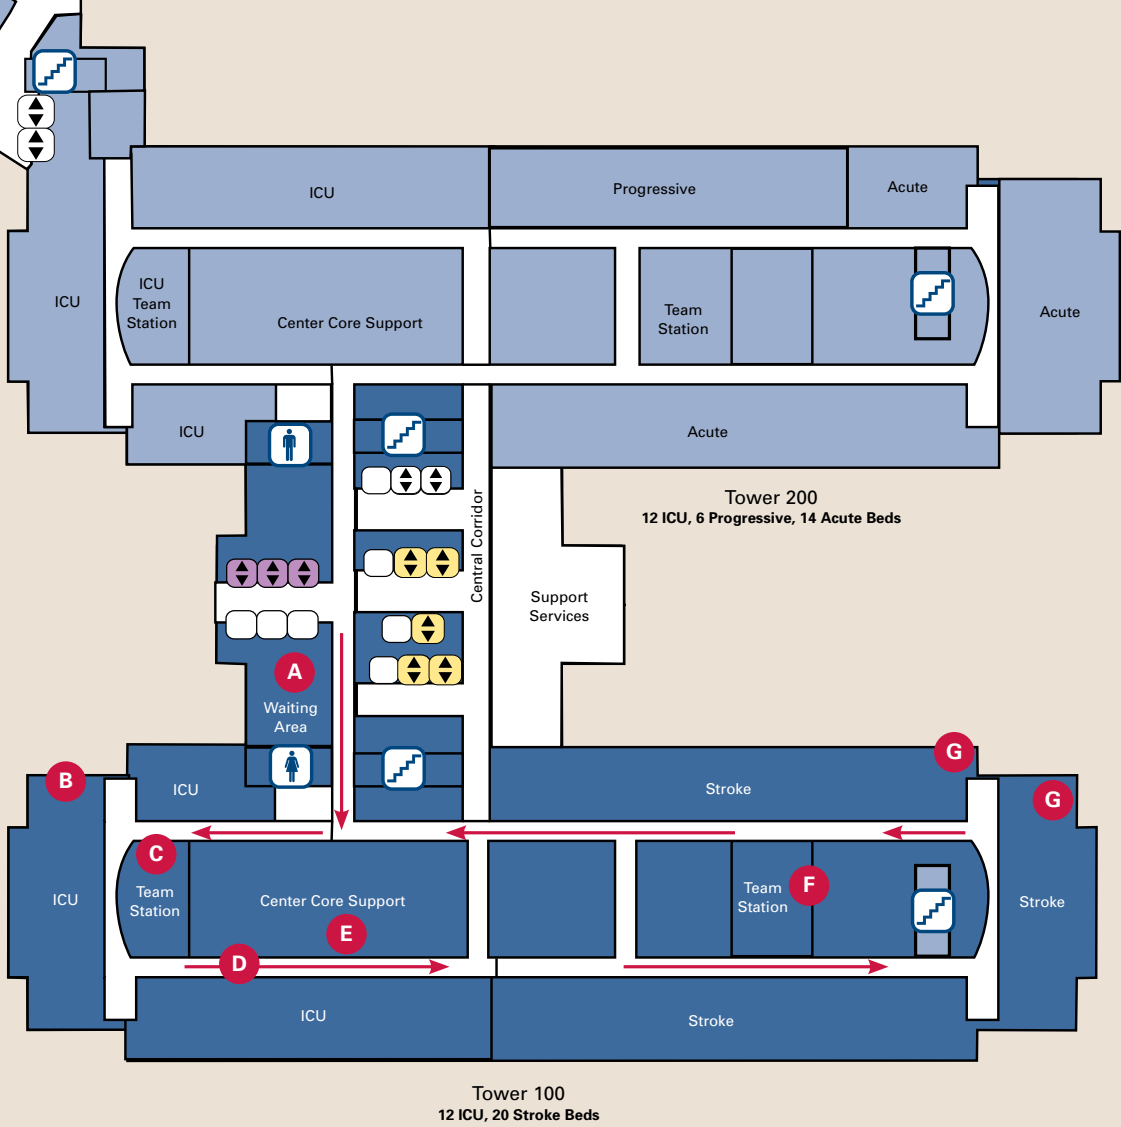 ICU
Progressive
Acute
ICU
ICU
Team
Station
Center Core Support
Team
Station
Acute
ICU
Acute
Tower 200
12 ICU, 6 Progressive, 14 Acute Beds
Central Corridor
Support
Services
A
Waiting
Area
B
ICU
Stroke
G
G
C
Team
Station
ICU
Center Core Support
E
Team
Station
F
Stroke
D
ICU
Stroke
Tower 100
12 ICU, 20 Stroke Beds